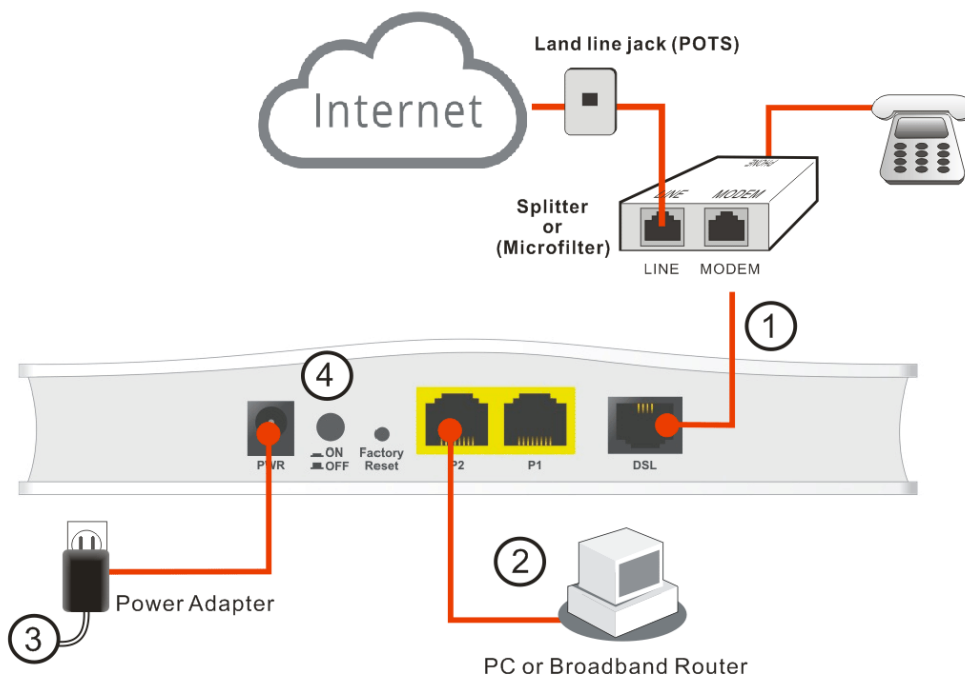 Land line jack (POTS)
Internet
PHONE
LINE MODEM
Splitter
or
(Microfilter)
LINE MODEM
1
4
ON
OFF
PWR
Factory
Reset
P2
P1
DSL
2
Power Adapter
3
PC or Broadband Router